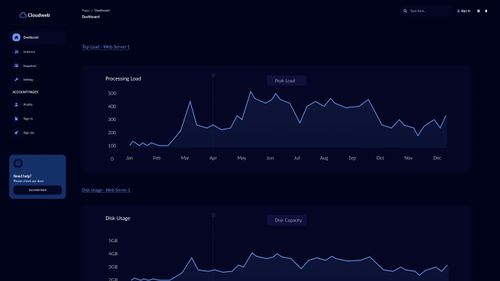 Cloudweb
Pages / Dashboard
Dashboard
Type here...
Sign In
Dashboard
Instance
Snapshot
Setting
ACCOUNT PAGES
Profile
Sign In
Sign Up
Need help?
Please check our docs
DOCUMENTATION
Top Load - Web Server 1
Processing Load
Peak Load
500
400
300
200
100
0
Jan Feb Mar Apr May Jun Jul Aug Sep Oct Nov Dec
Disk Usage - Web Server 1
Disk Usage
Disk Capacity
5GB
4GB
3GB
2GB